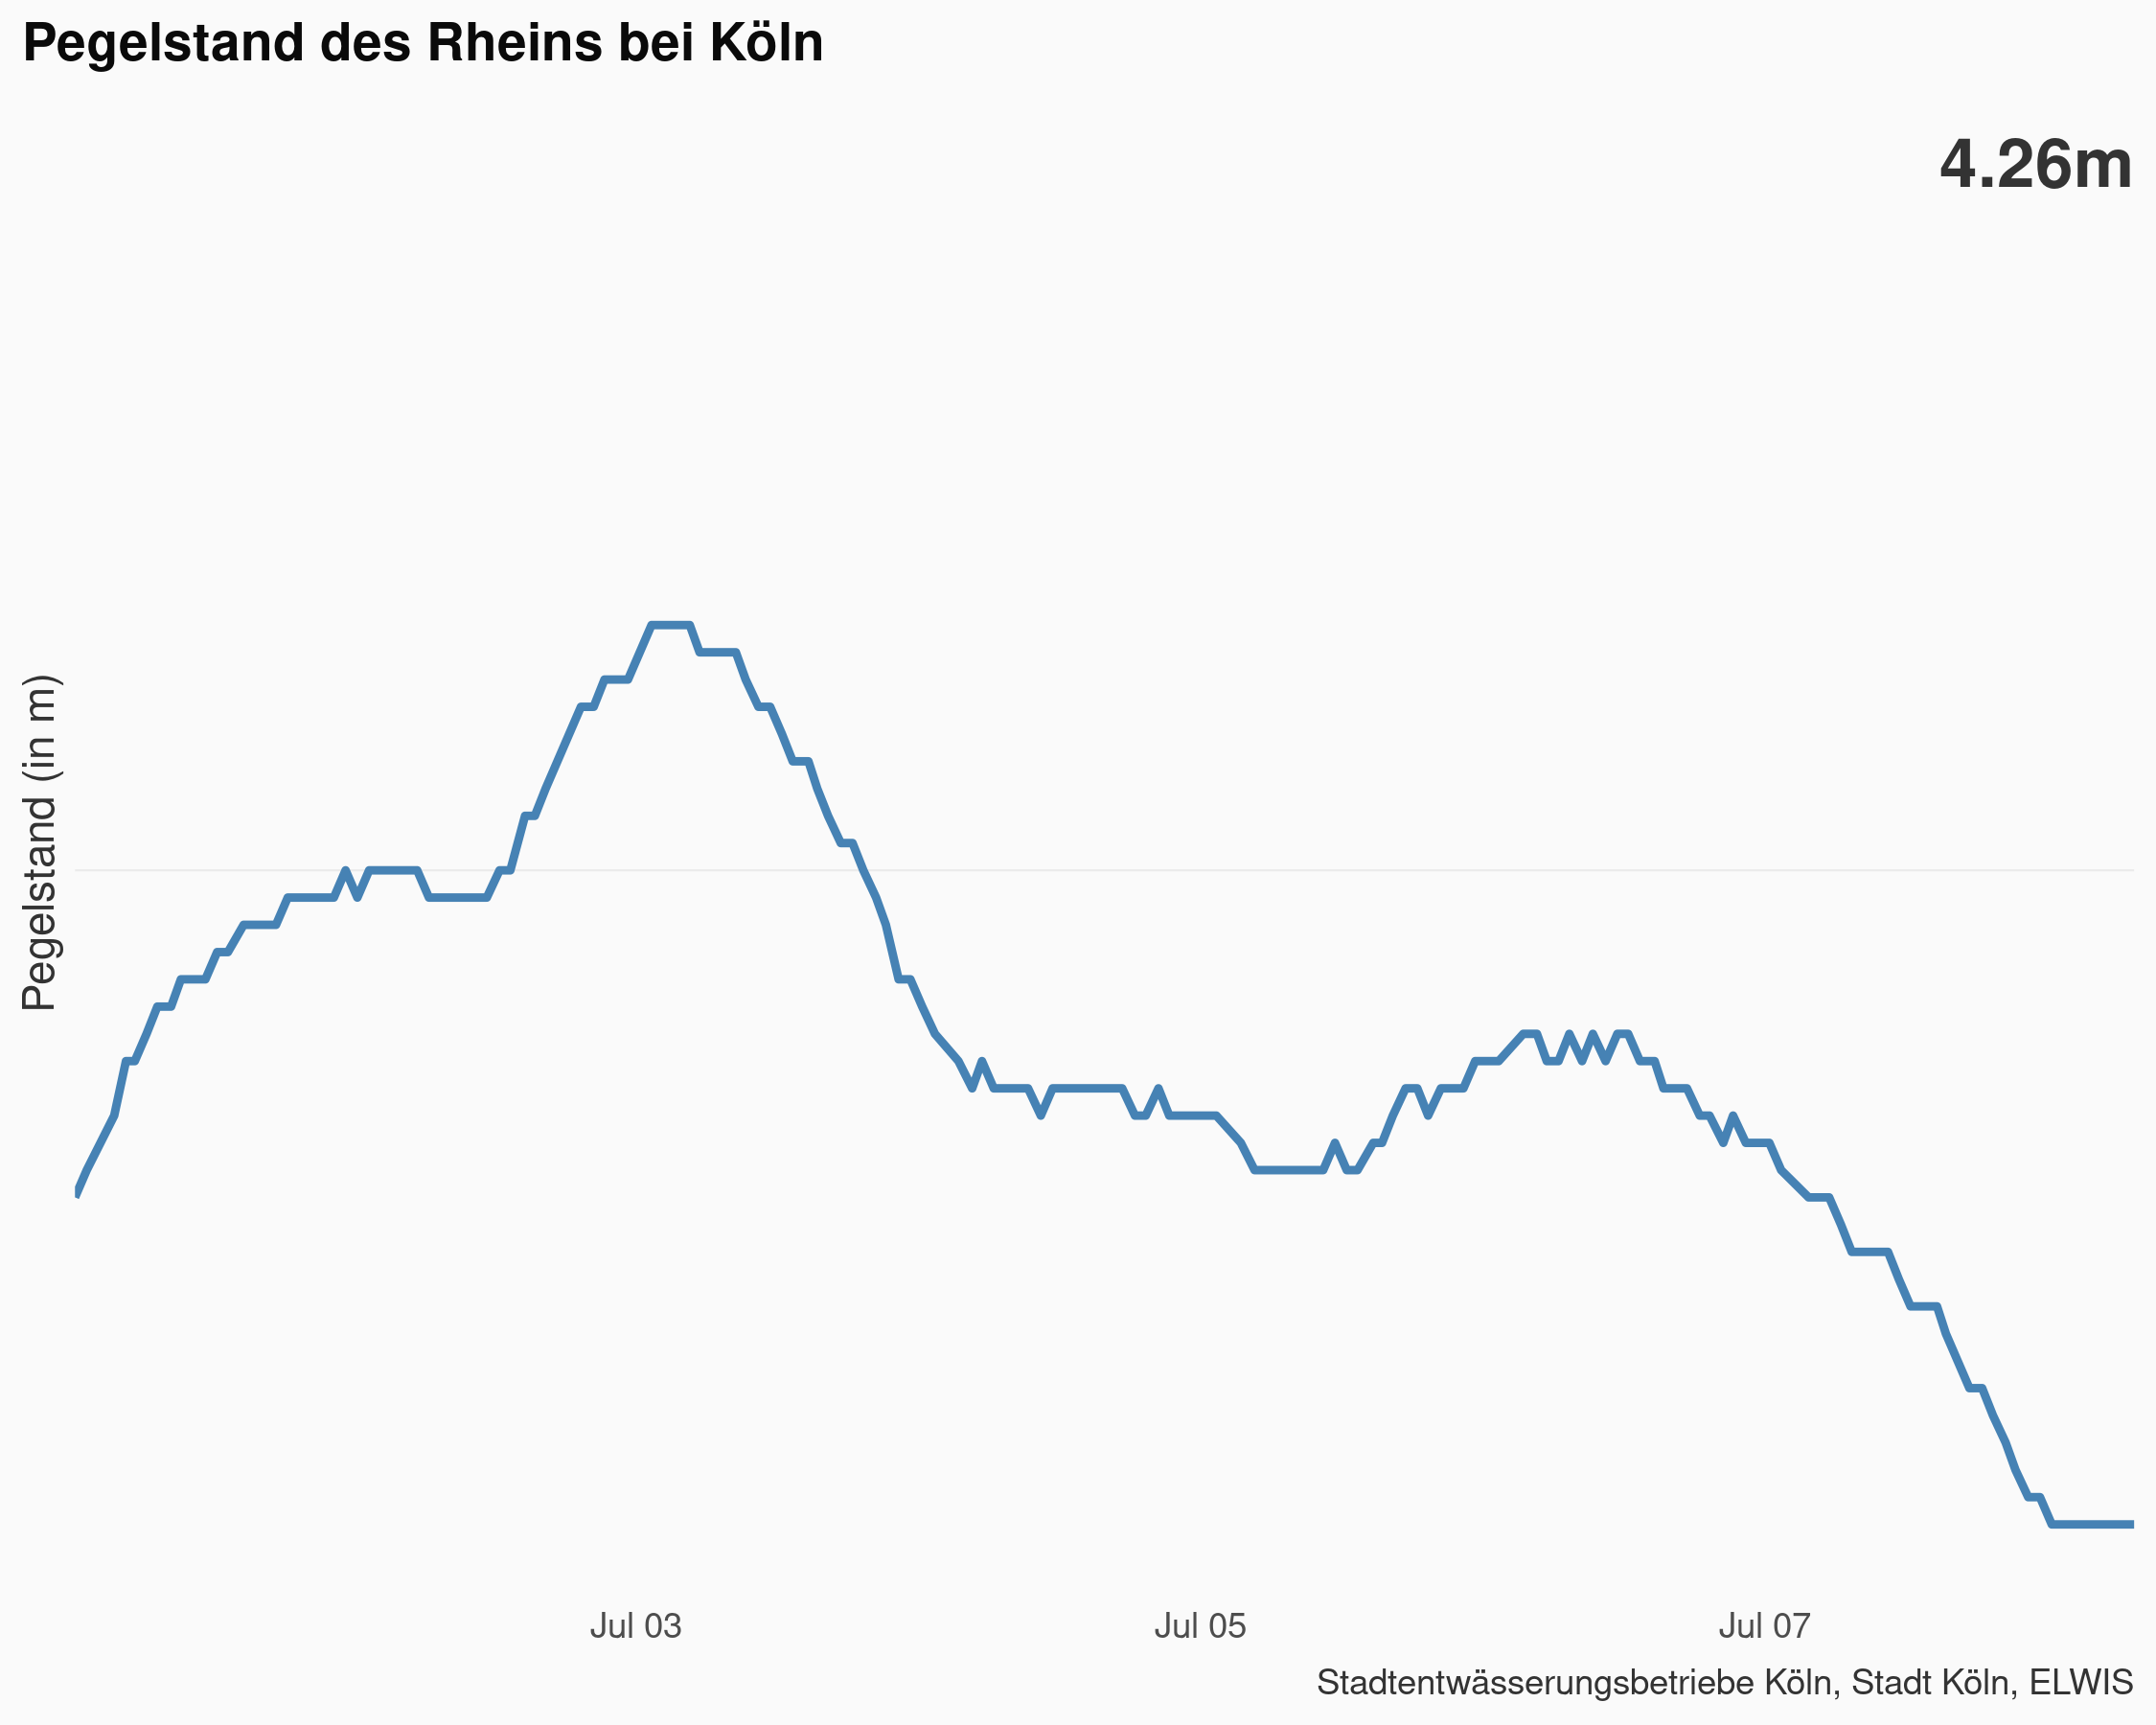 Pegelstand des Rheins bei Köln
4.26m
Pegelstand (in m)
Jul 03
Jul 05
Jul 07
Stadtentwässerungsbetriebe Köln, Stadt Köln, ELWIS